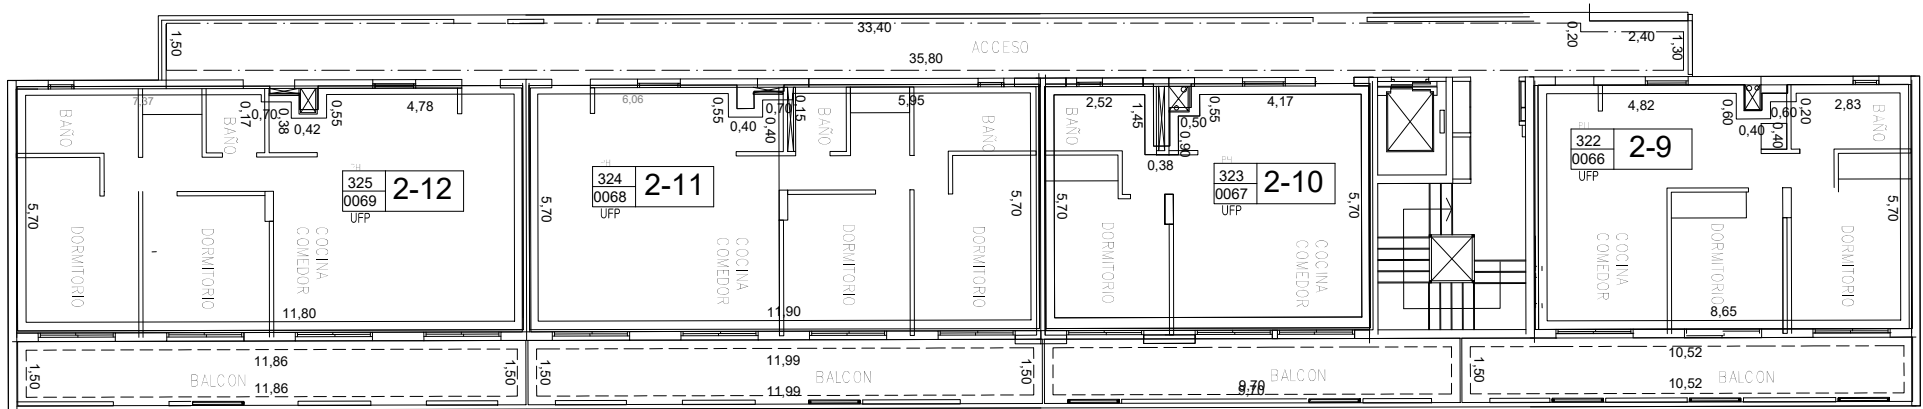 33,40
1,50
ACCESO
0,20
2,40
1,30
35,80
BAÑO
7,37
0,17
BAÑO
0,70
0,38
0,42
0,55
4,78
325
0069
2-12
UFP
5,70
DORMITORIO
DORMITORIO
COCINA
COMEDOR
11,80
6,06
0,55
0,40
0,70
0,40
0,15
BAÑO
5,95
BAÑO
324
0068
2-11
UFP
5,70
5,70
COCINA
COMEDOR
DORMITORIO
DORMITORIO
11,90
BAÑO
2,52
1,45
0,38
0,50
0,90
0,55
4,17
PH
323
0067
2-10
UFP
5,70
5,70
DORMITORIO
COCINA
COMEDOR
4,82
0,60
0,40
0,60
0,40
0,20
2,83
BAÑO
PH
322
0066
2-9
UFP
5,70
COCINA
COMEDOR
DORMITORIO
DORMITORIO
8,65
1,50
11,86
BALCON
11,86
1,50
1,50
11,99
BALCON
11,99
1,50
BALCON
9,70
1,50
10,52
BALCON
10,52